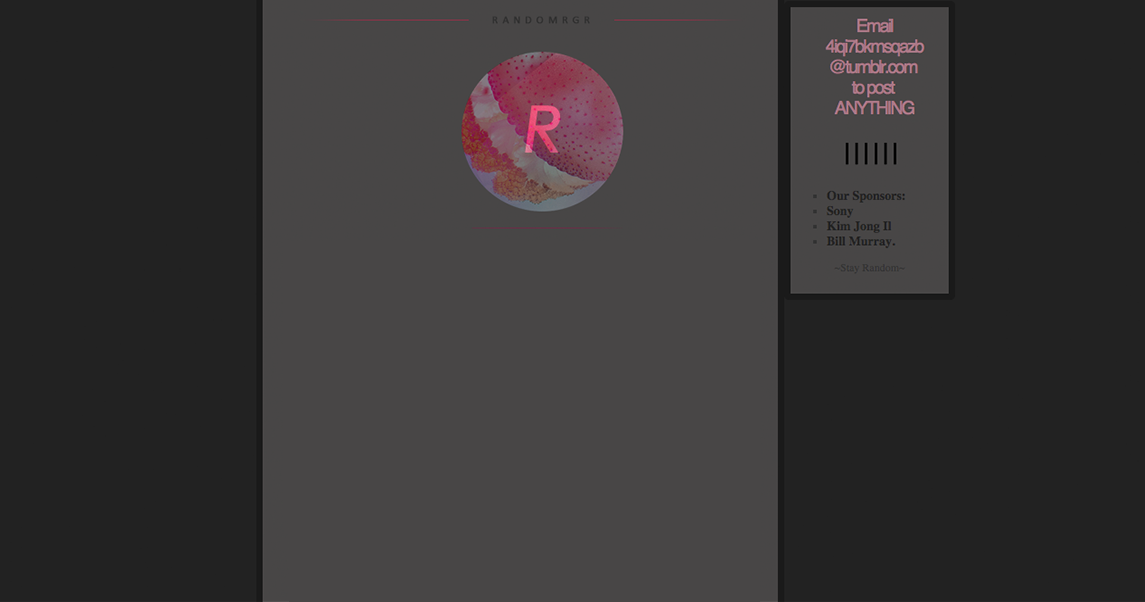 RANDOMRGR
R
Email
4iqi7bkmsqazb
@tumblr.com
to post
ANYTHING
||||||
Our Sponsors:
Sony
Kim Jong Il
Bill Murray.
~Stay Random~